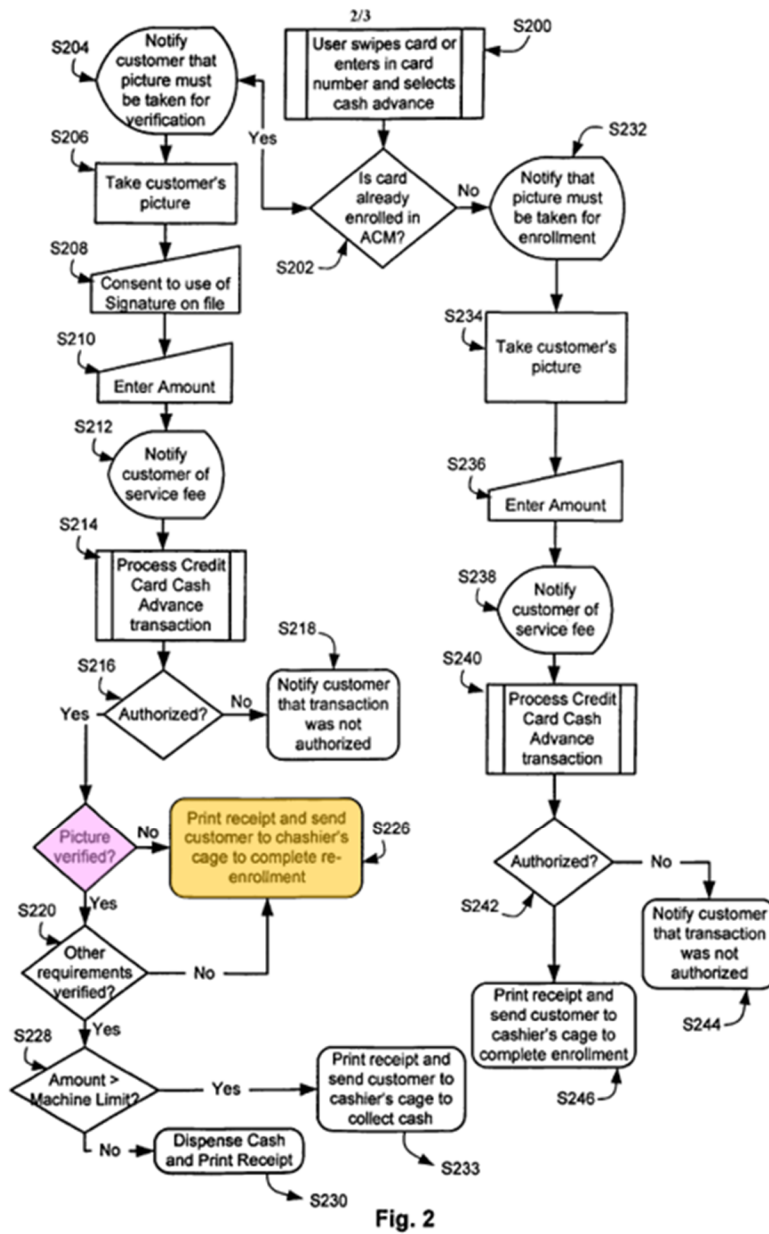 2/3
S200
User swipes card or
enters in card
number and selects
cash advance
S204
Notify
customer that
picture must
be taken for
verification
Yes
S202
Is
card
already
enrolled in
ACM?
No
S232
Notify that
picture must
be taken for
enrollment
S206
Take customer's
picture
S208
Consent to use of
Signature on file
S210
Enter Amount
S212
Notify
customer of
service fee
S214
Process Credit
Card Cash
Advance
transaction
S216
Authorized?
No
S218
Notify customer
that transaction
was not
authorized
Yes
Picture
verified?
No
Print receipt and send
customer to chashier's
cage to complete re-
enrollment
S226
Yes
S220
Other
requirements
verified?
No
Yes
S228
Amount >
Machine Limit?
Yes
Print receipt and
send customer to
cashier's cage to
collect cash
S233
No
Dispense Cash
and Print Receipt
S230
S234
Take customer's
picture
S236
Enter Amount
S238
Notify
customer of
service fee
S240
Process Credit
Card Cash
Advance
transaction
S242
Authorized?
No
Notify customer
that transaction
was not
authorized
S244
Print receipt and
send customer to
cashier's cage to
complete enrollment
S246
Fig. 2